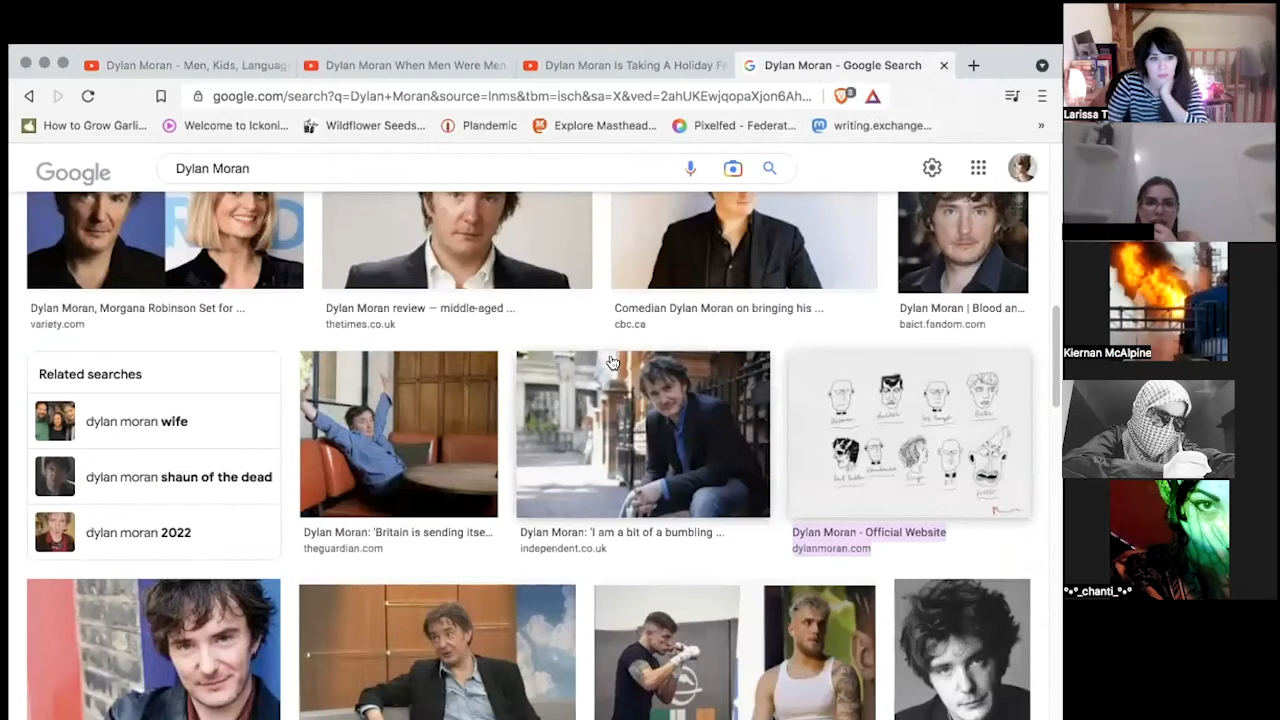 Dylan Moran - Men, Kids, Languag
Dylan Moran When Men Were Men
Dylan Moran Is Taking A Holiday Fr
Dylan Moran - Google Search
google.com/search?q=Dylan+Moran&source=lnms&tbm=isch&sa=X&ved=2ahUKEwjqopaXjon6Ah...
How to Grow Garli...
Welcome to Ickonl...
Wildflower Seeds...
Plandemic
Explore Masthead...
Pixelfed - Federat...
writing.exchange...
»
Google
Dylan Moran
Dylan Moran, Morgana Robinson Set for ...
variety.com
Dylan Moran review — middle-aged ...
thetimes.co.uk
Comedian Dylan Moran on bringing his ...
cbc.ca
Dylan Moran | Blood an...
baict.fandom.com
Related searches
dylan moran wife
dylan moran shaun of the dead
dylan moran 2022
Dylan Moran: 'Britain is sending itse...
theguardian.com
Dylan Moran: 'I am a bit of a bumbling ...
independent.co.uk
Dylan Moran - Official Website
dylanmoran.com
Larissa T
Kiernan McAlpine
°•°_chanti_°•°